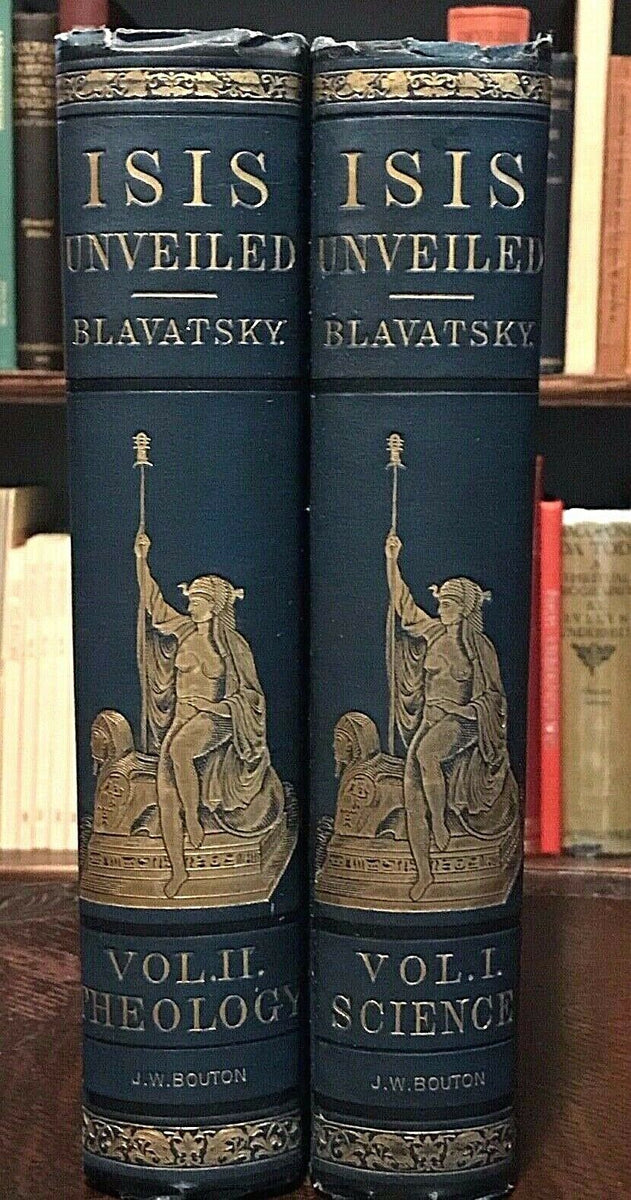 ISIS
UNVEILED
BLAVATSKY.
VOL.II.
THEOLOGY
J.W.BOUTON
ISIS
UNVEILED
BLAVATSKY.
VOL.I.
SCIENCE
J.W.BOUTON